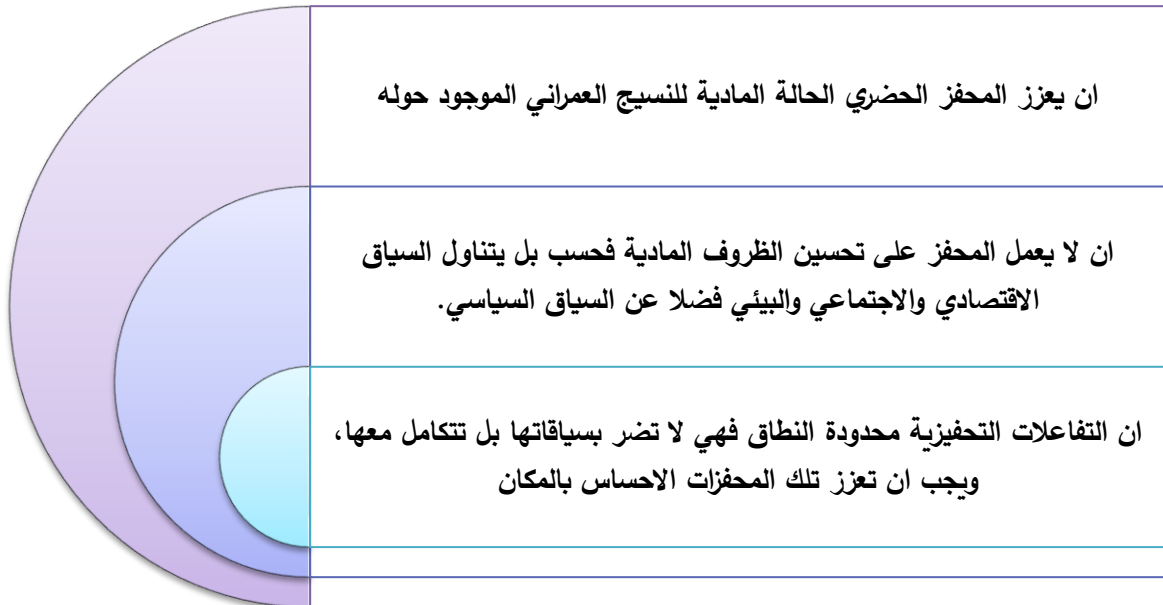 ان يعزز المحفز الحضري الحالة المادية للنسيج العمراني الموجود حوله
ان لا يعمل المحفز على تحسين الظروف المادية فحسب بل يتناول السياق
الاقتصادي والاجتماعي والبيئي فضلا عن السياق السياسي.
ان التفاعلات التحفيزية محدودة النطاق فهي لا تضر بسياقاتها بل تتكامل معها،
ويجب ان تعزز تلك المحفزات الاحساس بالمكان